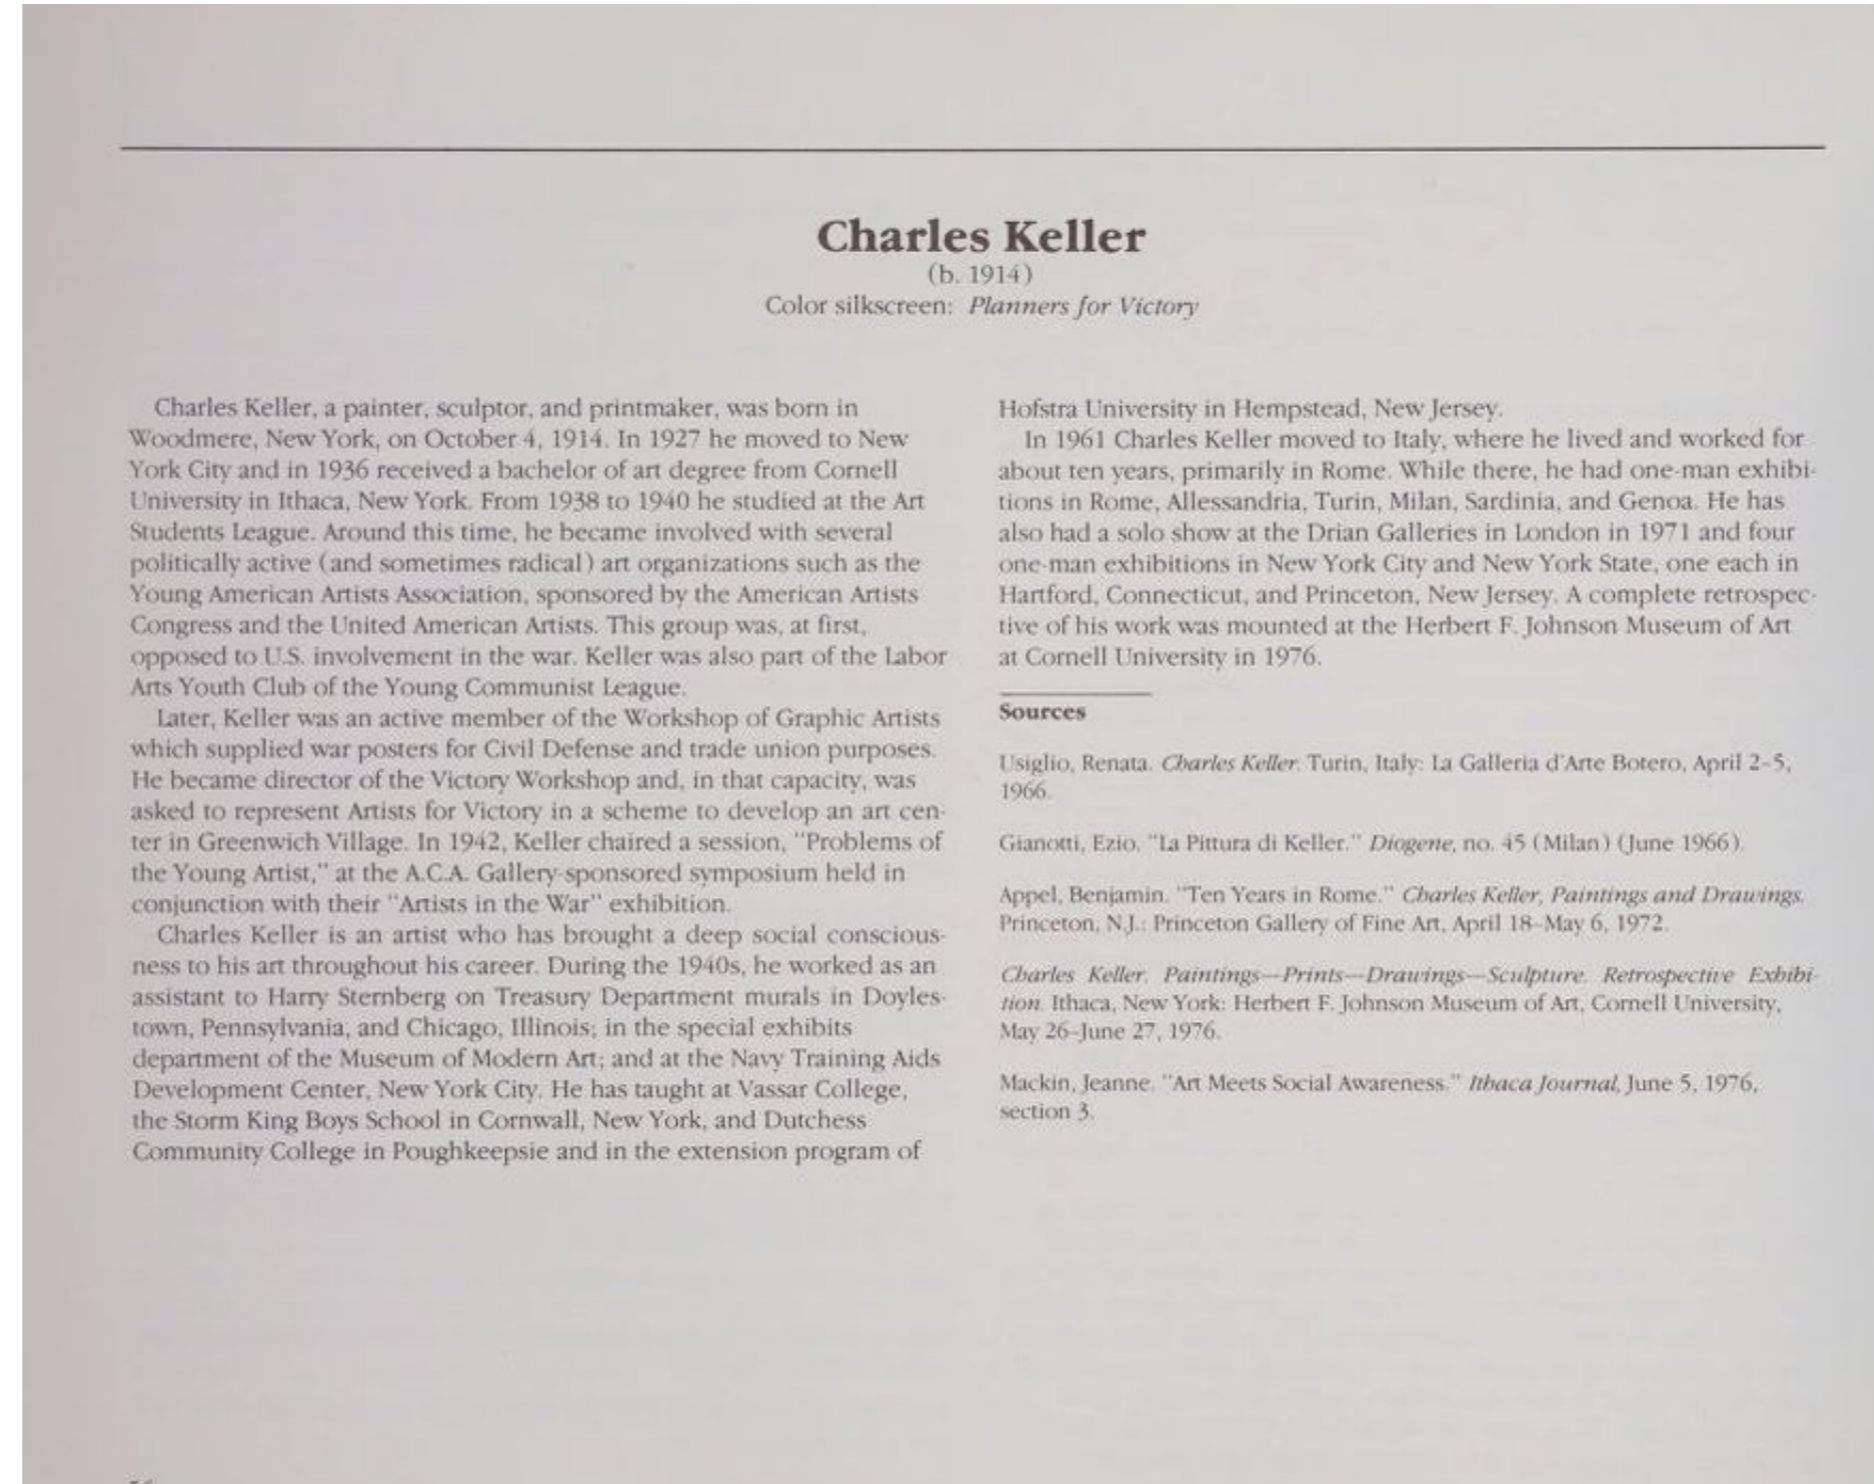 Charles Keller
(b. 1914)
Color silkscreen: Planners for Victory
Charles Keller, a painter, sculptor, and printmaker, was born in
Woodmere, New York, on October 4, 1914. In 1927 he moved to New
York City and in 1936 received a bachelor of art degree from Cornell
University in Ithaca, New York. From 1938 to 1940 he studied at the Art
Students League. Around this time, he became involved with several
politically active (and sometimes radical) art organizations such as the
Young American Artists Association, sponsored by the American Artists
Congress and the United American Artists. This group was, at first,
opposed to U.S. involvement in the war. Keller was also part of the Labor
Arts Youth Club of the Young Communist League.
Later, Keller was an active member of the Workshop of Graphic Artists
which supplied war posters for Civil Defense and trade union purposes.
He became director of the Victory Workshop and, in that capacity, was
asked to represent Artists for Victory in a scheme to develop an art cen-
ter in Greenwich Village. In 1942, Keller chaired a session, "Problems of
the Young Artist," at the A.C.A. Gallery-sponsored symposium held in
conjunction with their "Artists in the War" exhibition.
Charles Keller is an artist who has brought a deep social conscious-
ness to his art throughout his career. During the 1940s, he worked as an
assistant to Harry Sternberg on Treasury Department murals in Doyles-
town, Pennsylvania, and Chicago, Illinois; in the special exhibits
department of the Museum of Modern Art; and at the Navy Training Aids
Development Center, New York City. He has taught at Vassar College,
the Storm King Boys School in Cornwall, New York, and Dutchess
Community College in Poughkeepsie and in the extension program of
Hofstra University in Hempstead, New Jersey.
In 1961 Charles Keller moved to Italy, where he lived and worked for
about ten years, primarily in Rome. While there, he had one-man exhibi-
tions in Rome, Allessandria, Turin, Milan, Sardinia, and Genoa. He has
also had a solo show at the Drian Galleries in London in 1971 and four
one-man exhibitions in New York City and New York State, one each in
Hartford, Connecticut, and Princeton, New Jersey. A complete retrospec-
tive of his work was mounted at the Herbert F. Johnson Museum of Art
at Cornell University in 1976.
Sources
Usiglio, Renata. Charles Keller. Turin, Italy: La Galleria d'Arte Botero, April 2–5,
1966.
Gianotti, Ezio. "La Pittura di Keller." Diogene, no. 45 (Milan) (June 1966).
Appel, Benjamin. "Ten Years in Rome." Charles Keller, Paintings and Drawings.
Princeton, N.J.: Princeton Gallery of Fine Art, April 18–May 6, 1972.
Charles Keller. Paintings—Prints—Drawings—Sculpture. Retrospective Exhibi-
tion. Ithaca, New York: Herbert F. Johnson Museum of Art, Cornell University,
May 26–June 27, 1976.
Mackin, Jeanne. "Art Meets Social Awareness." Ithaca Journal, June 5, 1976,
section 3.